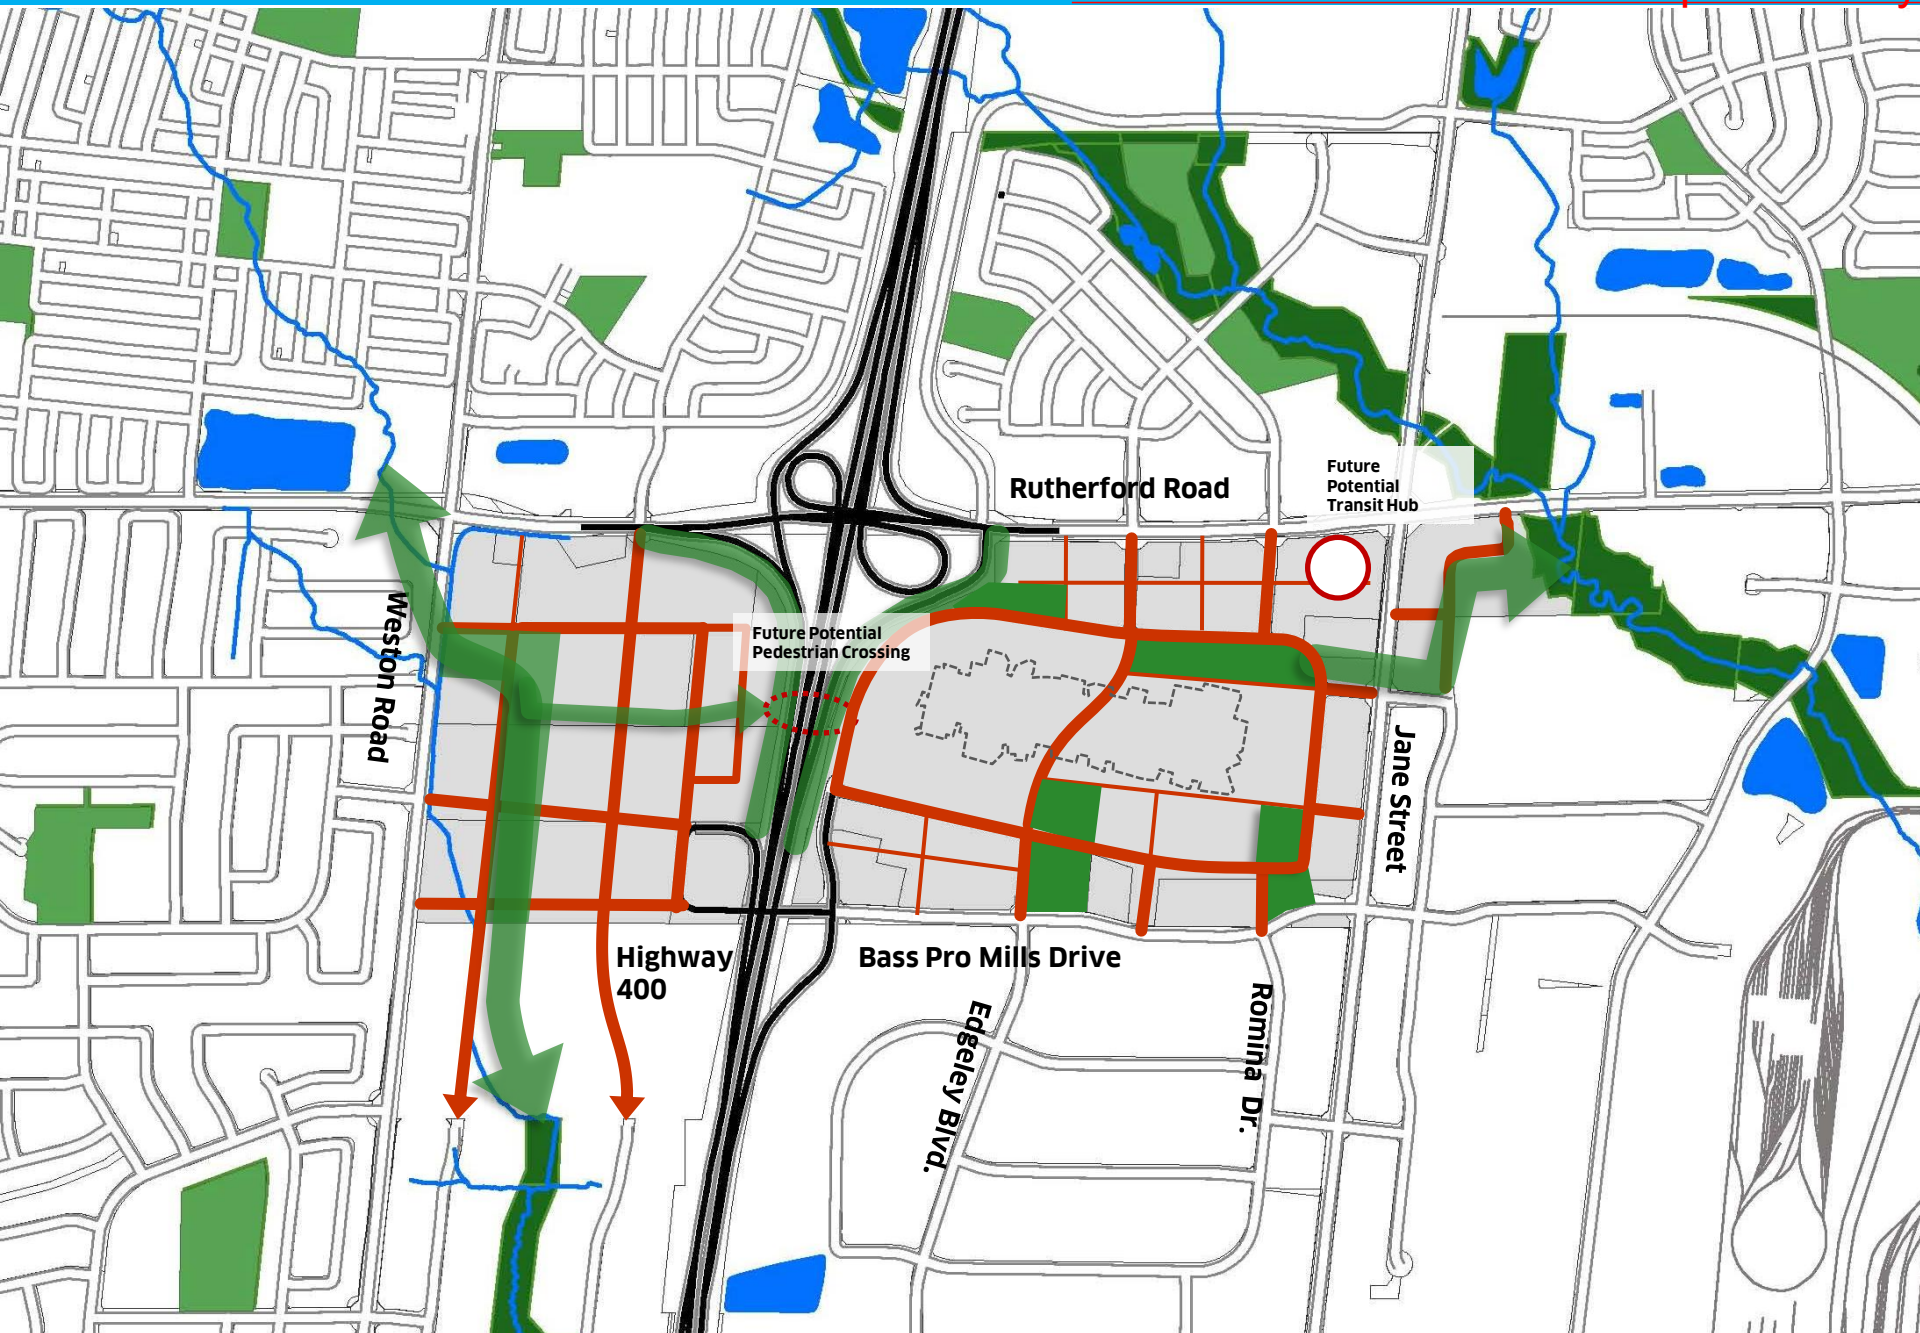 Rutherford Road
Future
Potential
Transit Hub
Weston Road
Future Potential
Pedestrian Crossing
Jane Street
Highway
400
Bass Pro Mills Drive
Edgeley Blvd.
Romina Dr.